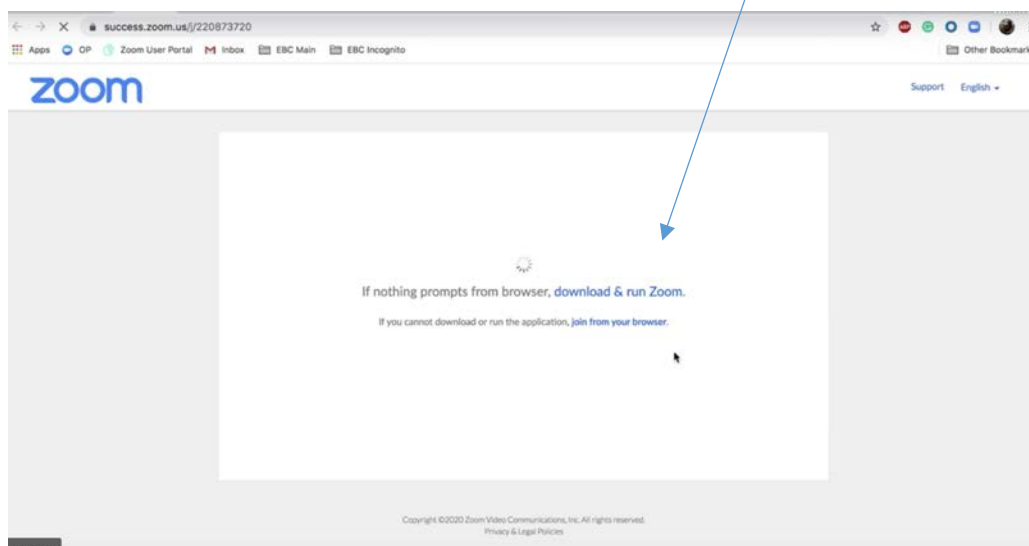 success.zoom.us/j/220873720
Apps OP Zoom User Portal Inbox EBC Main EBC Incognito Other Bookmark
zoom Support English
If nothing prompts from browser, download & run Zoom.
If you cannot download or run the application, join from your browser.
Copyright ©2020 Zoom Video Communications, Inc. All rights reserved.
Privacy & Legal Policies